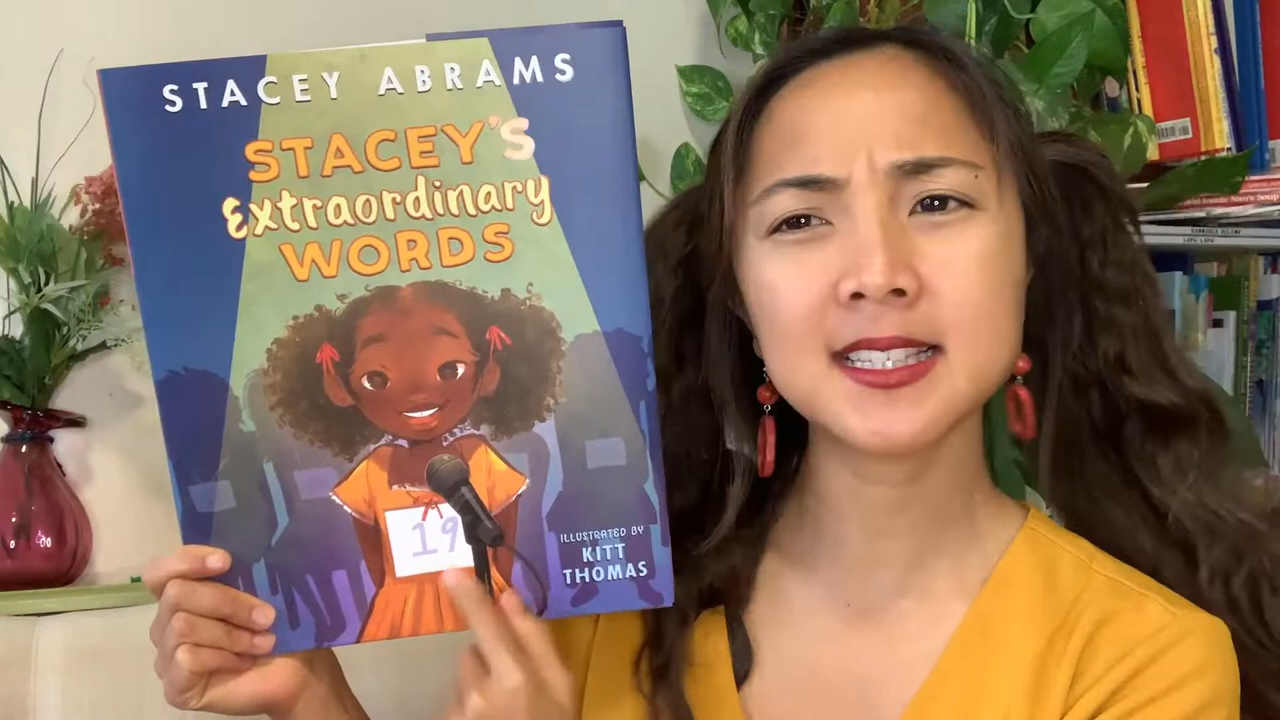 STACEY ABRAMS
STACEY'S
Extraordinary
WORDS
19
ILLUSTRATED BY
KITT
THOMAS